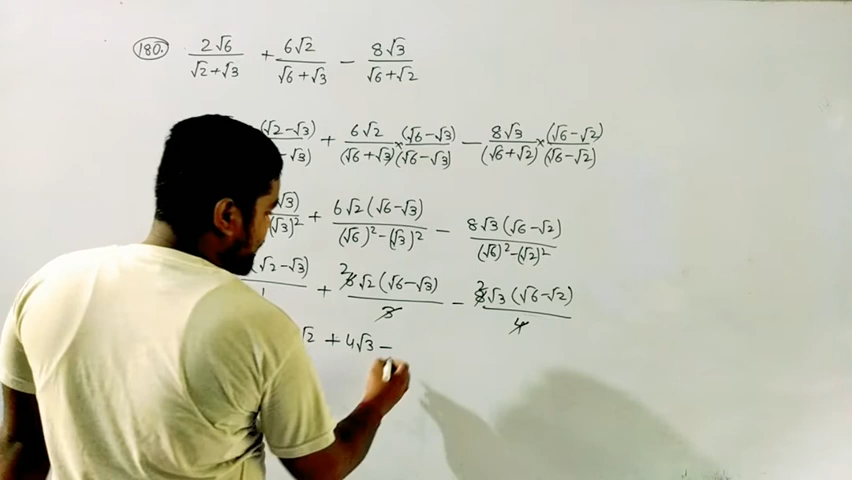 180. 2√6/(√2+√3) + 6√2/(√6+√3) − 8√3/(√6+√2)
(√2−√3)/−√3) + 6√2/(√6+√3) × (√6−√3)/(√6−√3) − 8√3/(√6+√2) × (√6−√2)/(√6−√2)
√3)/(√3)² + 6√2(√6−√3)/((√6)²−(√3)²) − 8√3(√6−√2)/((√6)²−(√2)²)
(√2−√3)/1 + 2 6√2(√6−√3)/3 − 2 8√3(√6−√2)/4
√2 + 4√3 −